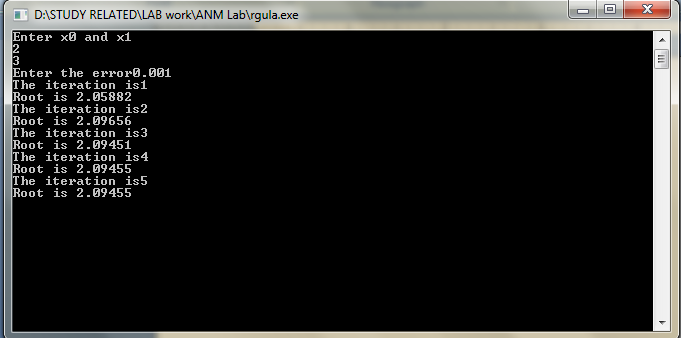 D:\STUDY RELATED\LAB work\ANM Lab\rgula.exe
Enter x0 and x1
2
3
Enter the error0.001
The iteration is1
Root is 2.05882
The iteration is2
Root is 2.09656
The iteration is3
Root is 2.09451
The iteration is4
Root is 2.09455
The iteration is5
Root is 2.09455